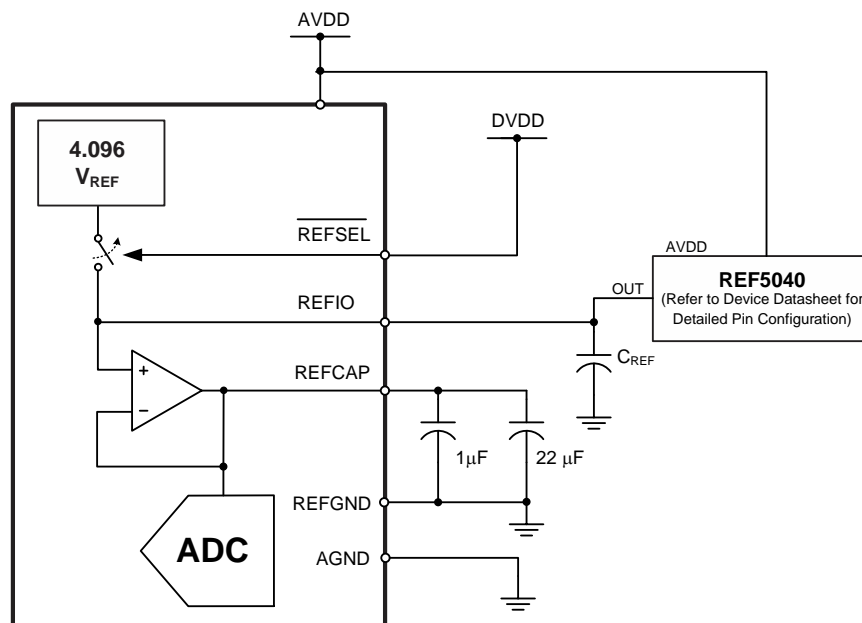 AVDD
4.096
VREF
DVDD
REFSEL
AVDD
REF5040
OUT
(Refer to Device Datasheet for
Detailed Pin Configuration)
REFIO
CREF
REFCAP
+
−
1µF
22 µF
REFGND
ADC
AGND